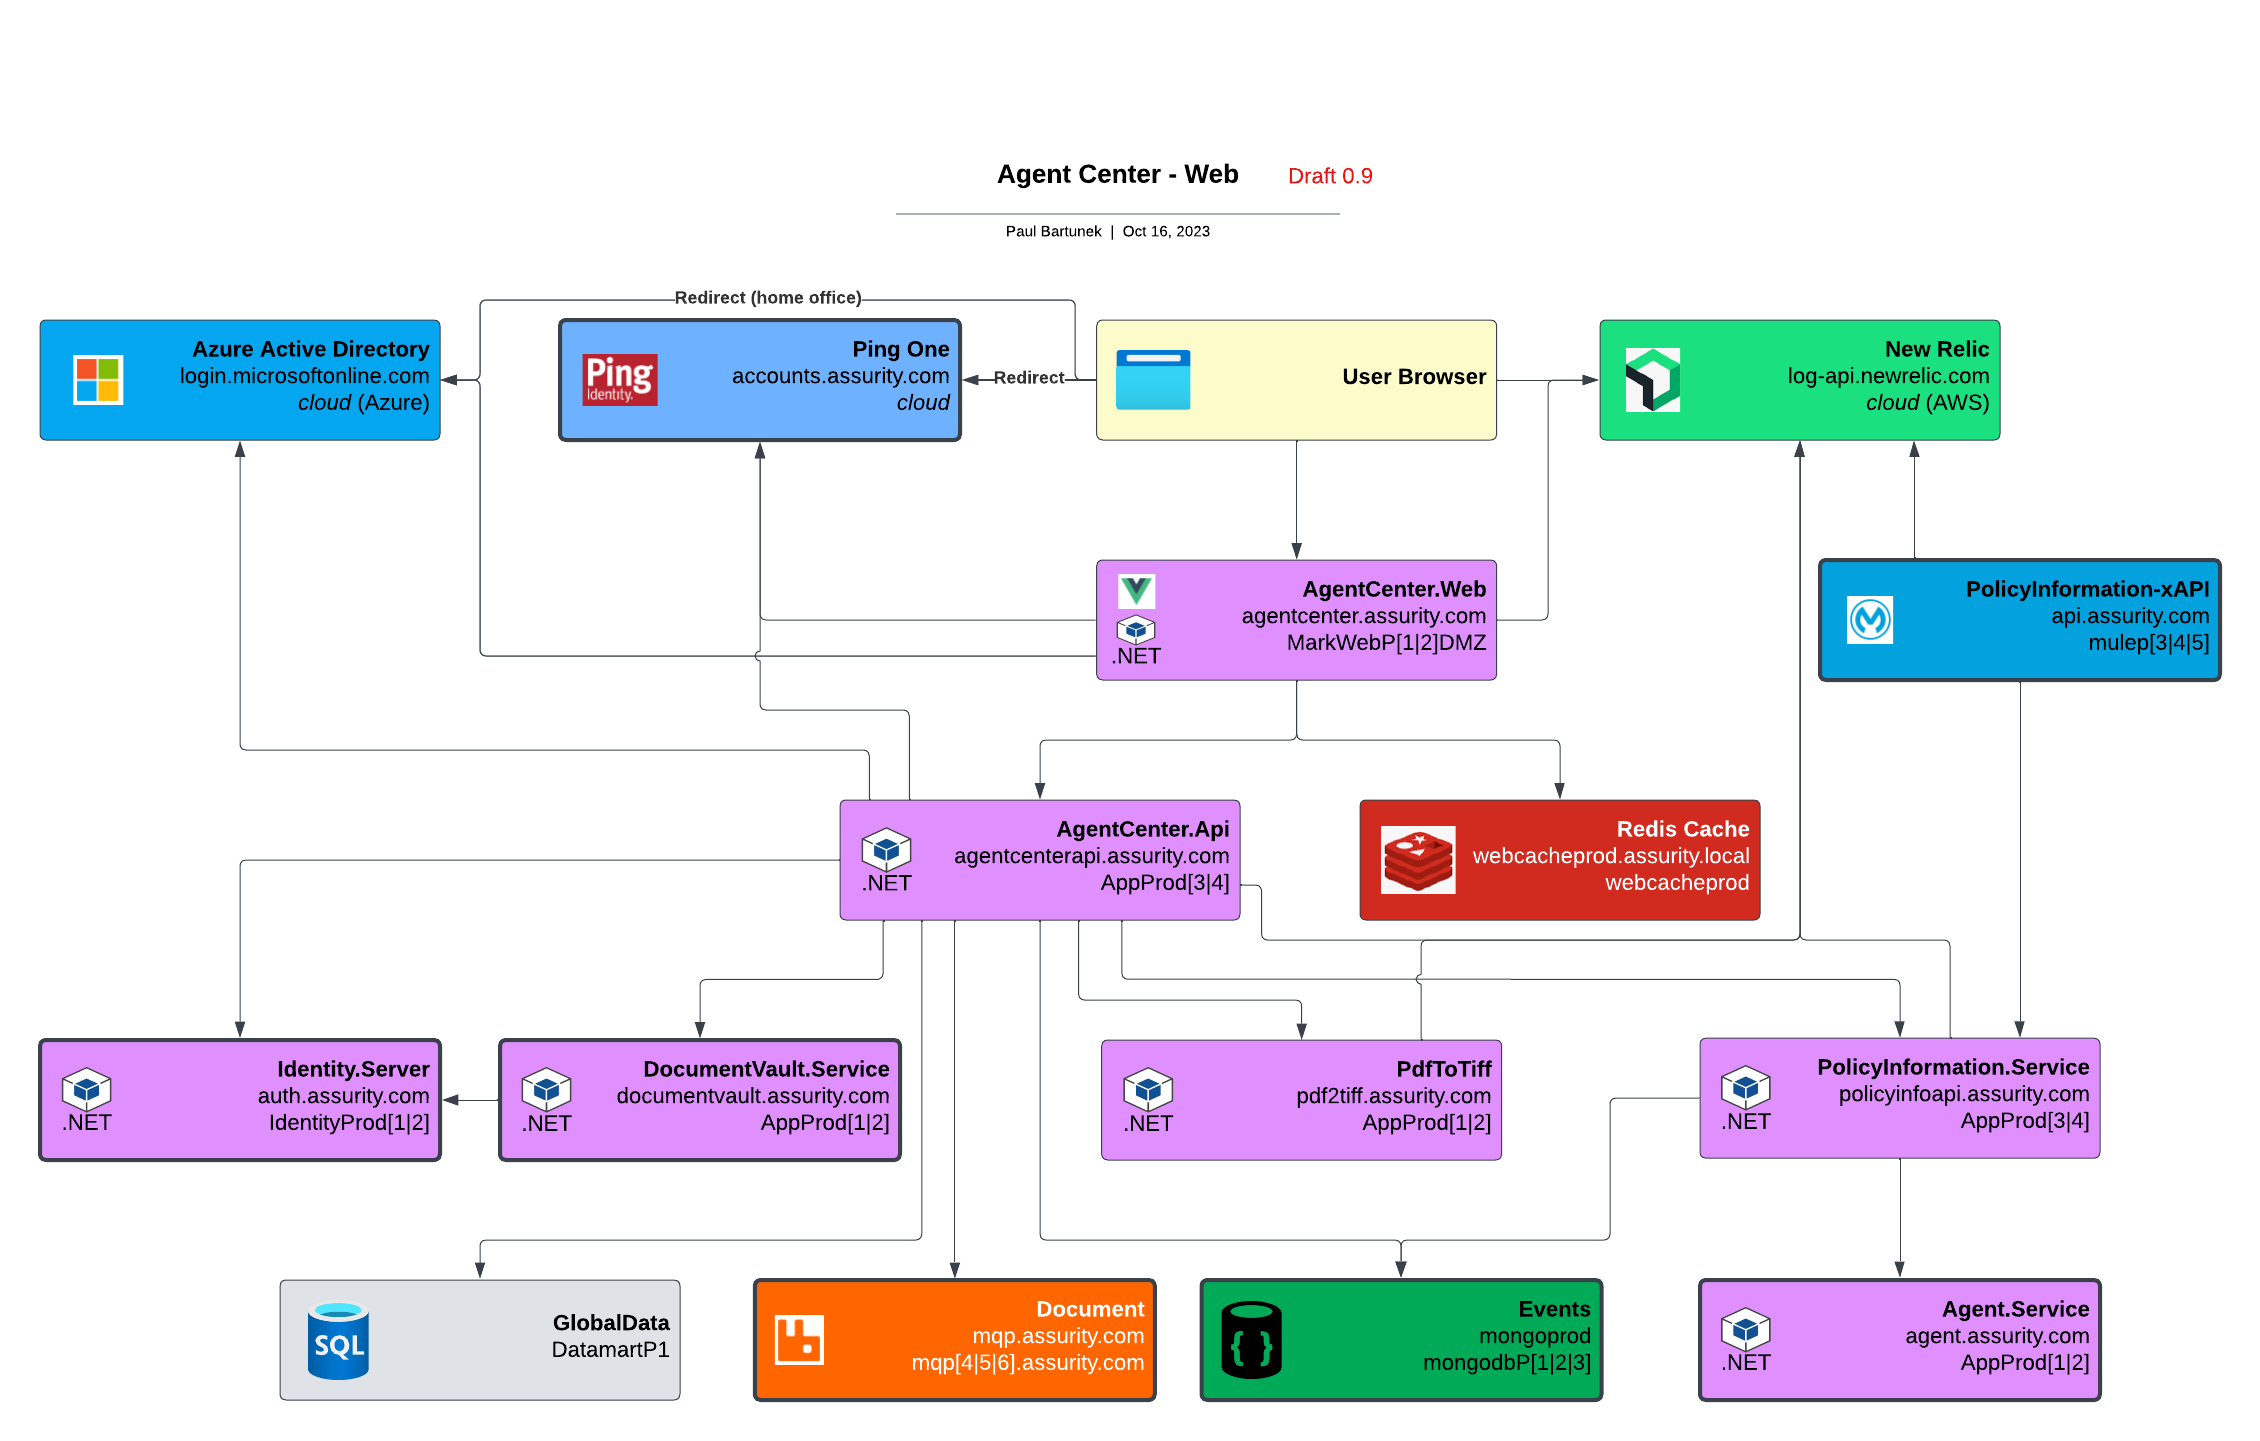 Agent Center - Web
Draft 0.9
Paul Bartunek | Oct 16, 2023
Redirect (home office)
Azure Active Directory
login.microsoftonline.com
cloud (Azure)
Ping
Identity.
Ping One
accounts.assurity.com
cloud
Redirect
User Browser
New Relic
log-api.newrelic.com
cloud (AWS)
.NET
AgentCenter.Web
agentcenter.assurity.com
MarkWebP[1|2]DMZ
PolicyInformation-xAPI
api.assurity.com
mulep[3|4|5]
.NET
AgentCenter.Api
agentcenterapi.assurity.com
AppProd[3|4]
Redis Cache
webcacheprod.assurity.local
webcacheprod
.NET
Identity.Server
auth.assurity.com
IdentityProd[1|2]
.NET
DocumentVault.Service
documentvault.assurity.com
AppProd[1|2]
.NET
PdfToTiff
pdf2tiff.assurity.com
AppProd[1|2]
.NET
PolicyInformation.Service
policyinfoapi.assurity.com
AppProd[3|4]
SQL
GlobalData
DatamartP1
Document
mqp.assurity.com
mqp[4|5|6].assurity.com
{ }
Events
mongoprod
mongodbP[1|2|3]
.NET
Agent.Service
agent.assurity.com
AppProd[1|2]